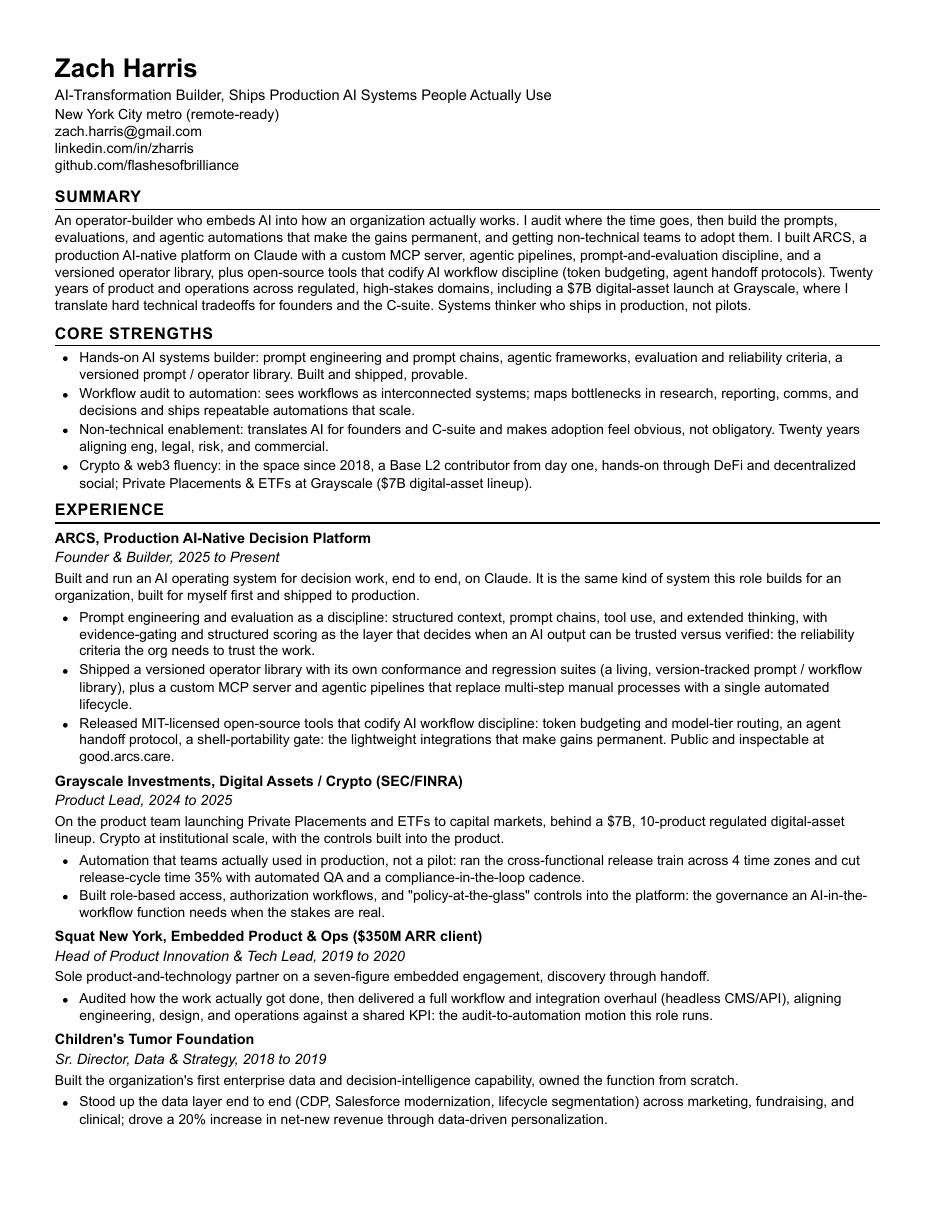 Zach Harris
AI-Transformation Builder, Ships Production AI Systems People Actually Use
New York City metro (remote-ready)
zach.harris@gmail.com
linkedin.com/in/zharris
github.com/flashesofbrilliance
SUMMARY
An operator-builder who embeds AI into how an organization actually works. I audit where the time goes, then build the prompts,
evaluations, and agentic automations that make the gains permanent, and getting non-technical teams to adopt them. I built ARCS, a
production AI-native platform on Claude with a custom MCP server, agentic pipelines, prompt-and-evaluation discipline, and a
versioned operator library, plus open-source tools that codify AI workflow discipline (token budgeting, agent handoff protocols). Twenty
years of product and operations across regulated, high-stakes domains, including a $7B digital-asset launch at Grayscale, where I
translate hard technical tradeoffs for founders and the C-suite. Systems thinker who ships in production, not pilots.
CORE STRENGTHS
• Hands-on AI systems builder: prompt engineering and prompt chains, agentic frameworks, evaluation and reliability criteria, a
versioned prompt / operator library. Built and shipped, provable.
• Workflow audit to automation: sees workflows as interconnected systems; maps bottlenecks in research, reporting, comms, and
decisions and ships repeatable automations that scale.
• Non-technical enablement: translates AI for founders and C-suite and makes adoption feel obvious, not obligatory. Twenty years
aligning eng, legal, risk, and commercial.
• Crypto & web3 fluency: in the space since 2018, a Base L2 contributor from day one, hands-on through DeFi and decentralized
social; Private Placements & ETFs at Grayscale ($7B digital-asset lineup).
EXPERIENCE
ARCS, Production AI-Native Decision Platform
Founder & Builder, 2025 to Present
Built and run an AI operating system for decision work, end to end, on Claude. It is the same kind of system this role builds for an
organization, built for myself first and shipped to production.
• Prompt engineering and evaluation as a discipline: structured context, prompt chains, tool use, and extended thinking, with
evidence-gating and structured scoring as the layer that decides when an AI output can be trusted versus verified: the reliability
criteria the org needs to trust the work.
• Shipped a versioned operator library with its own conformance and regression suites (a living, version-tracked prompt / workflow
library), plus a custom MCP server and agentic pipelines that replace multi-step manual processes with a single automated
lifecycle.
• Released MIT-licensed open-source tools that codify AI workflow discipline: token budgeting and model-tier routing, an agent
handoff protocol, a shell-portability gate: the lightweight integrations that make gains permanent. Public and inspectable at
good.arcs.care.
Grayscale Investments, Digital Assets / Crypto (SEC/FINRA)
Product Lead, 2024 to 2025
On the product team launching Private Placements and ETFs to capital markets, behind a $7B, 10-product regulated digital-asset
lineup. Crypto at institutional scale, with the controls built into the product.
• Automation that teams actually used in production, not a pilot: ran the cross-functional release train across 4 time zones and cut
release-cycle time 35% with automated QA and a compliance-in-the-loop cadence.
• Built role-based access, authorization workflows, and "policy-at-the-glass" controls into the platform: the governance an AI-in-the-
workflow function needs when the stakes are real.
Squat New York, Embedded Product & Ops ($350M ARR client)
Head of Product Innovation & Tech Lead, 2019 to 2020
Sole product-and-technology partner on a seven-figure embedded engagement, discovery through handoff.
• Audited how the work actually got done, then delivered a full workflow and integration overhaul (headless CMS/API), aligning
engineering, design, and operations against a shared KPI: the audit-to-automation motion this role runs.
Children's Tumor Foundation
Sr. Director, Data & Strategy, 2018 to 2019
Built the organization's first enterprise data and decision-intelligence capability, owned the function from scratch.
• Stood up the data layer end to end (CDP, Salesforce modernization, lifecycle segmentation) across marketing, fundraising, and
clinical; drove a 20% increase in net-new revenue through data-driven personalization.